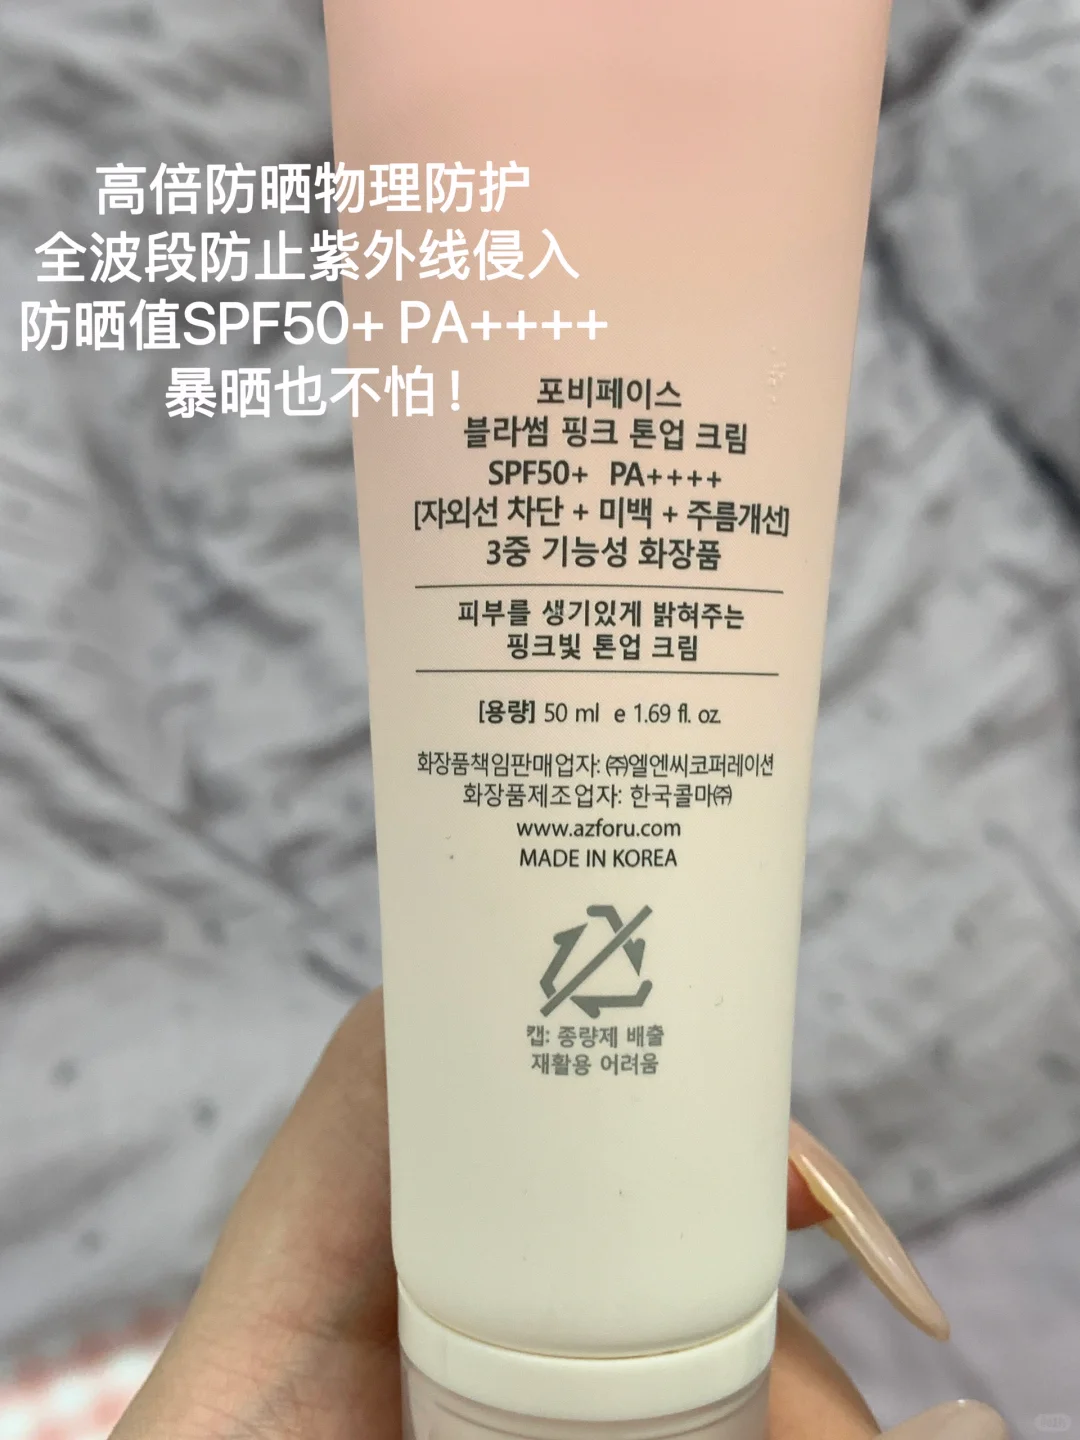 高倍防晒物理防护
全波段防止紫外线侵入
防晒值SPF50+ PA++++
暴晒也不怕！
포비페이스
블라썸 핑크 톤업 크림
SPF50+ PA++++
[자외선 차단 + 미백 + 주름개선]
3중 기능성 화장품
피부를 생기있게 밝혀주는
핑크빛 톤업 크림
[용량] 50 ml e 1.69 fl. oz.
화장품책임판매업자: ㈜엘엔씨코퍼레이션
화장품제조업자: 한국콜마㈜
www.azforu.com
MADE IN KOREA
캡: 종량제 배출
재활용 어려움